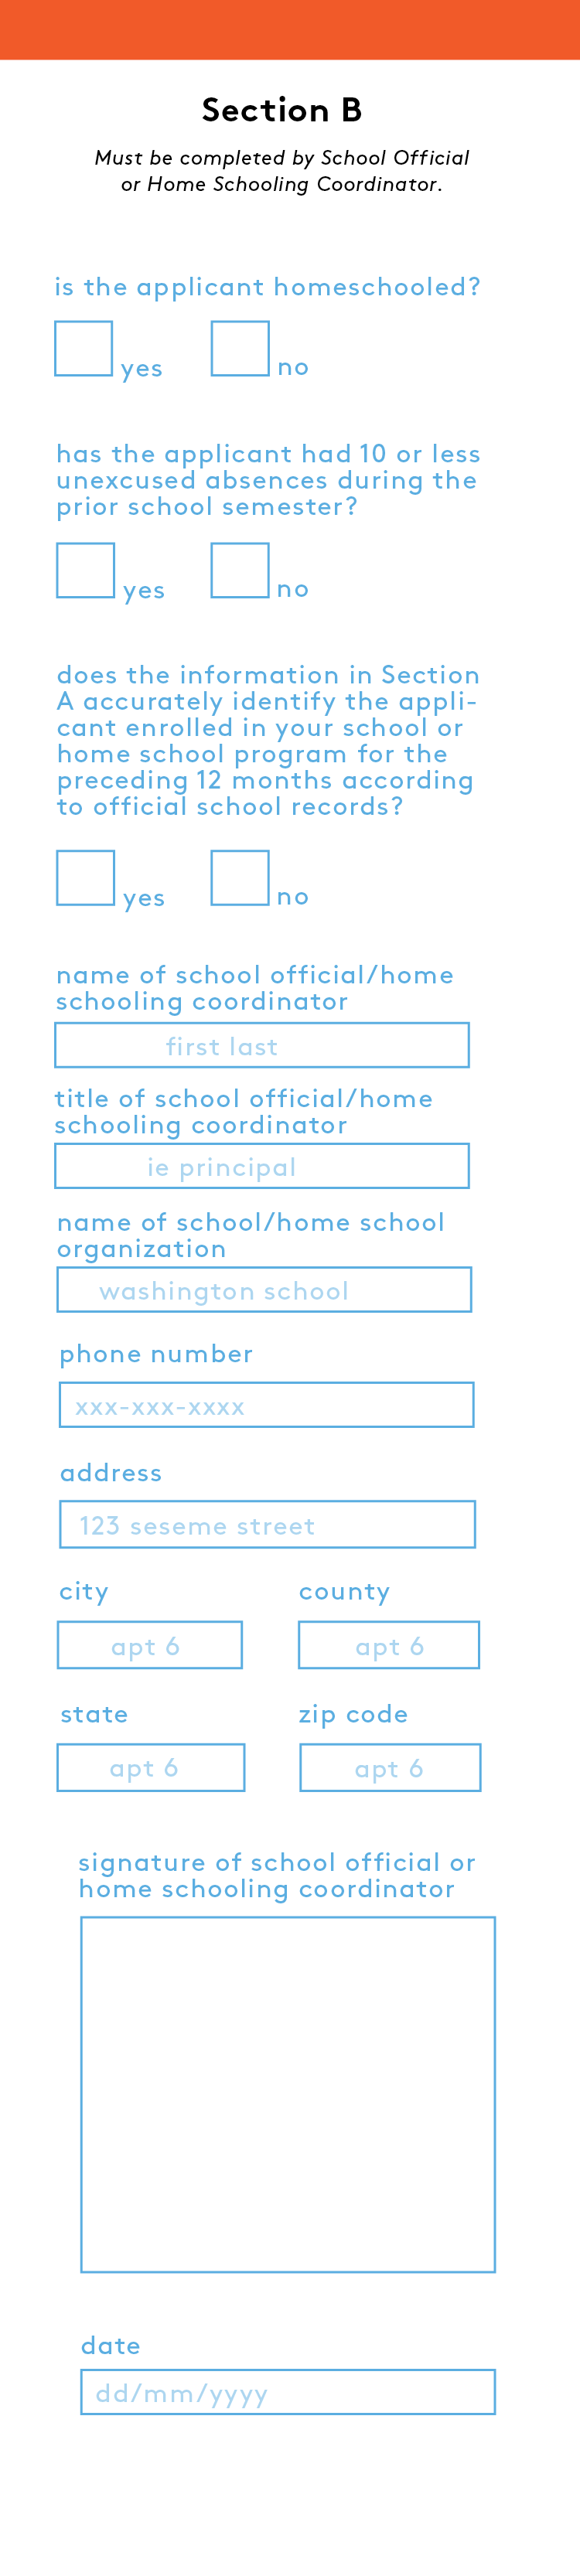 Section B
Must be completed by School Official
or Home Schooling Coordinator.
is the applicant homeschooled?
yes no
has the applicant had 10 or less
unexcused absences during the
prior school semester?
yes no
does the information in Section
A accurately identify the appli-
cant enrolled in your school or
home school program for the
preceding 12 months according
to official school records?
yes no
name of school official/home
schooling coordinator
first last
title of school official/home
schooling coordinator
ie principal
name of school/home school
organization
washington school
phone number
xxx-xxx-xxxx
address
123 seseme street
city county
apt 6 apt 6
state zip code
apt 6 apt 6
signature of school official or
home schooling coordinator
date
dd/mm/yyyy